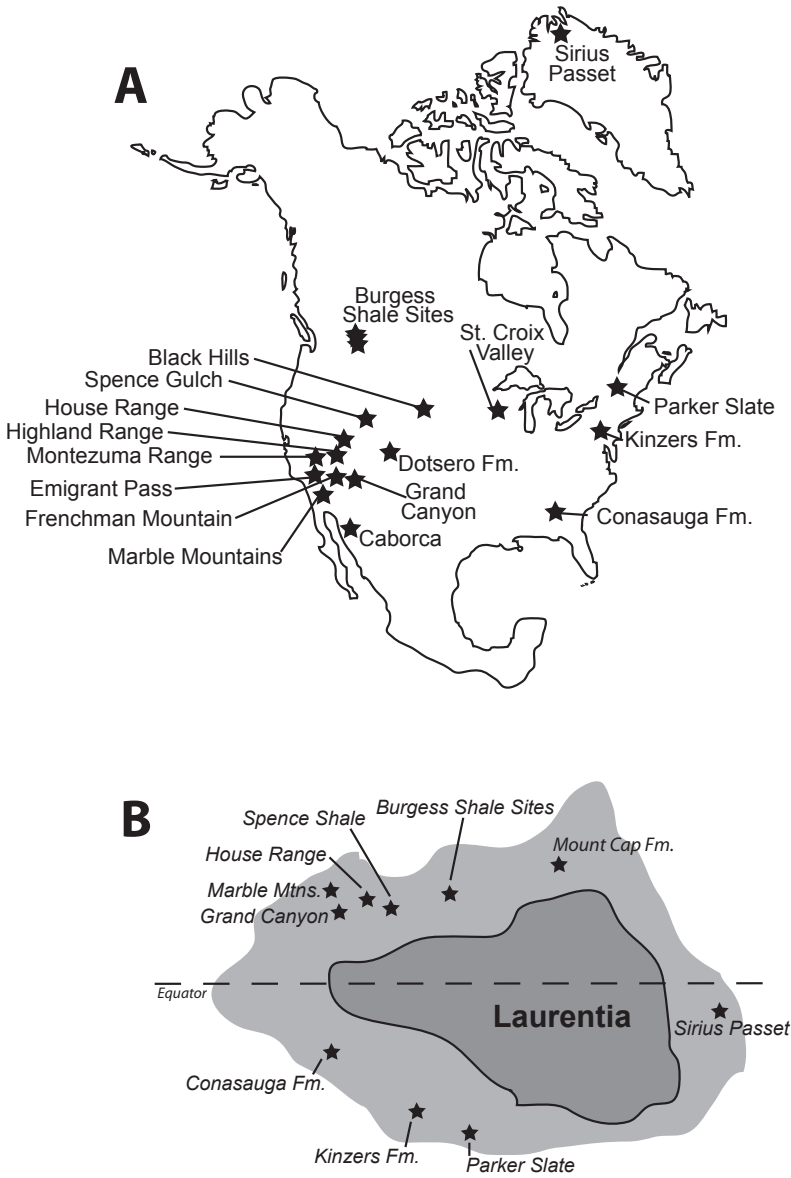 A
Sirius
Passet
Burgess
Shale Sites
St. Croix
Valley
Black Hills
Spence Gulch
House Range
Highland Range
Montezuma Range
Emigrant Pass
Frenchman Mountain
Marble Mountains
Dotsero Fm.
Grand
Canyon
Caborca
Parker Slate
Kinzers Fm.
Conasauga Fm.
B
Spence Shale
Burgess Shale Sites
House Range
Mount Cap Fm.
Marble Mtns.
Grand Canyon
Equator
Laurentia
Sirius Passet
Conasauga Fm.
Kinzers Fm.
Parker Slate